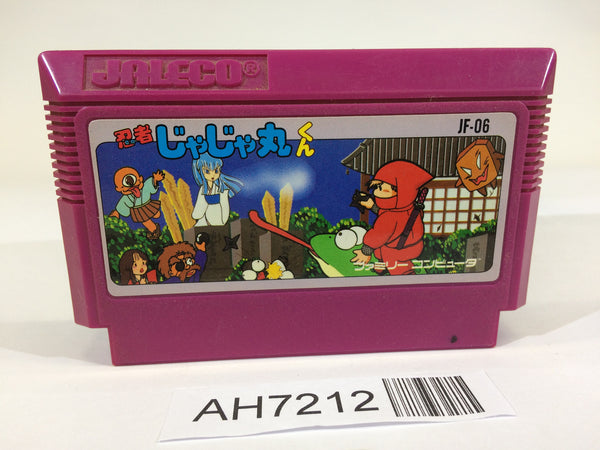 JALECO®
JF-06
忍者じゃじゃ丸くん
ファミリー コンピュータ
AH7212